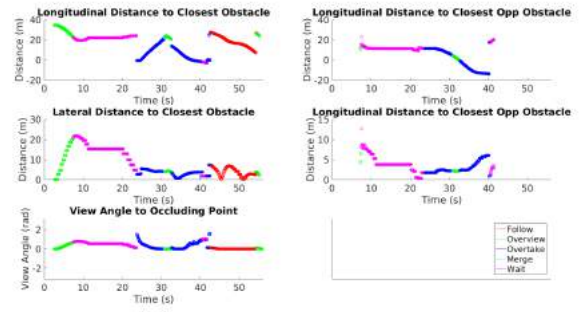 Longitudinal Distance to Closest Obstacle
Distance (m)
40
20
0
-20
0 10 20 30 40 50
Time (s)
Longitudinal Distance to Closest Opp Obstacle
Distance (m)
40
20
0
-20
0 10 20 30 40 50
Time (s)
Lateral Distance to Closest Obstacle
Distance (m)
30
20
10
0
0 10 20 30 40 50
Time (s)
Longitudinal Distance to Closest Opp Obstacle
Distance (m)
15
10
5
0
0 10 20 30 40 50
Time (s)
View Angle to Occluding Point
View Angle (rad)
2
0
-2
0 10 20 30 40 50
Time (s)
Follow
Overview
Overtake
Merge
Wait